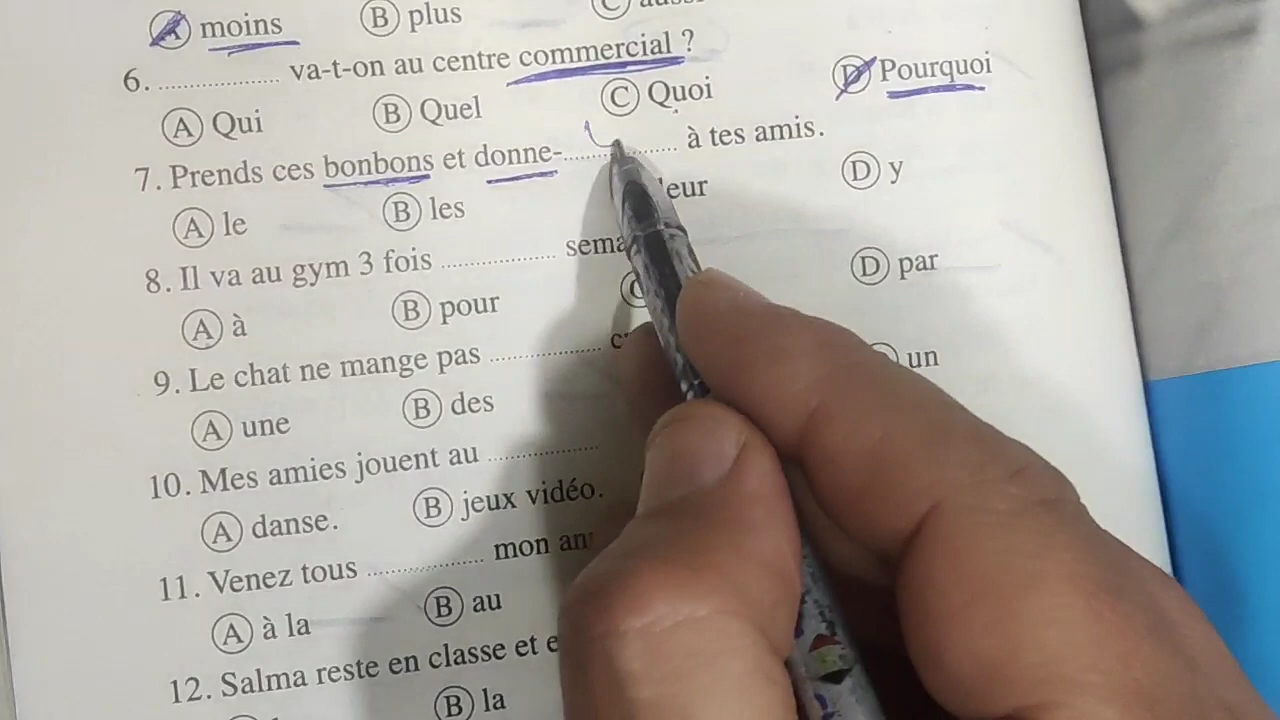 A moins B plus C
6. .................. va-t-on au centre commercial ?
A Qui B Quel C Quoi D Pourquoi
7. Prends ces bonbons et donne-.................. à tes amis.
A le B les leur D y
8. Il va au gym 3 fois ..................
A à B pour C D par
9. Le chat ne mange pas ..................
A une B des un
10. Mes amies jouent au ..................
A danse. B jeux vidéo.
11. Venez tous .................. mon
A à la B au
12. Salma reste en classe et
B la